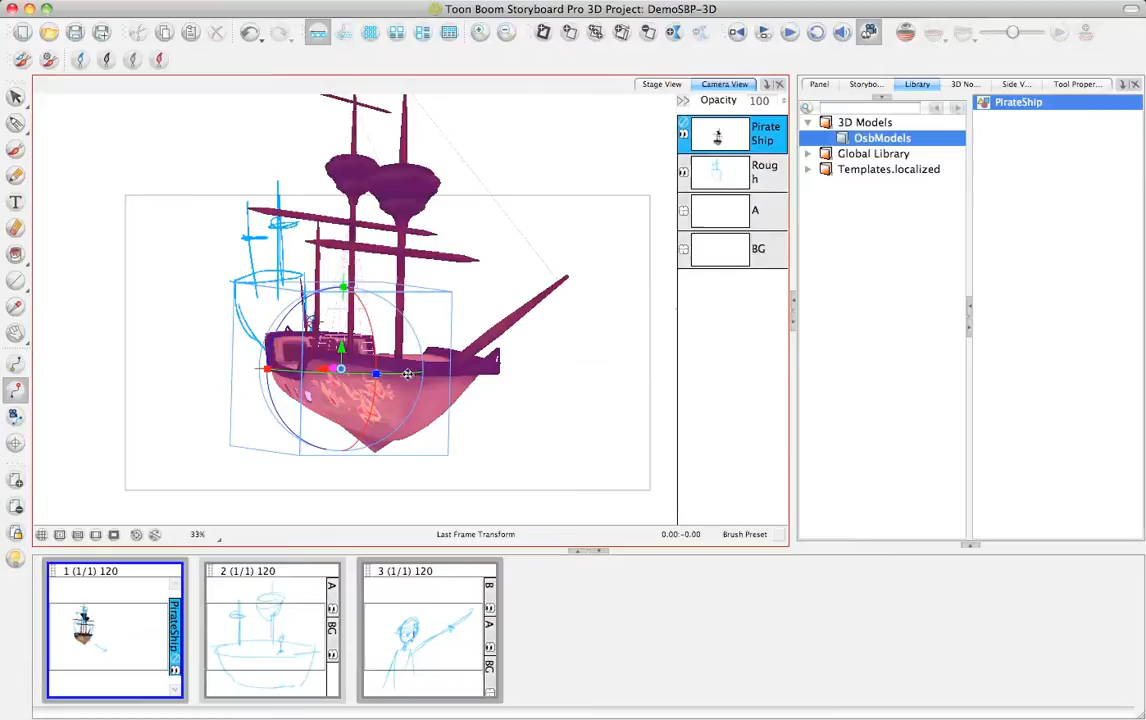 Toon Boom Storyboard Pro 3D Project: DemoSBP-3D
Stage View
Camera View
Panel
Storybo...
Library
3D No...
Side V...
Tool Proper...
Opacity 100
Pirate
Ship
Roug
h
A
BG
3D Models
OsbModels
Global Library
Templates.localized
PirateShip
T
33%
Last Frame Transform
0.00:-0.00
Brush Preset
1 (1/1) 120
PirateShip
2 (1/1) 120
A
BG
3 (1/1) 120
B
A
BG